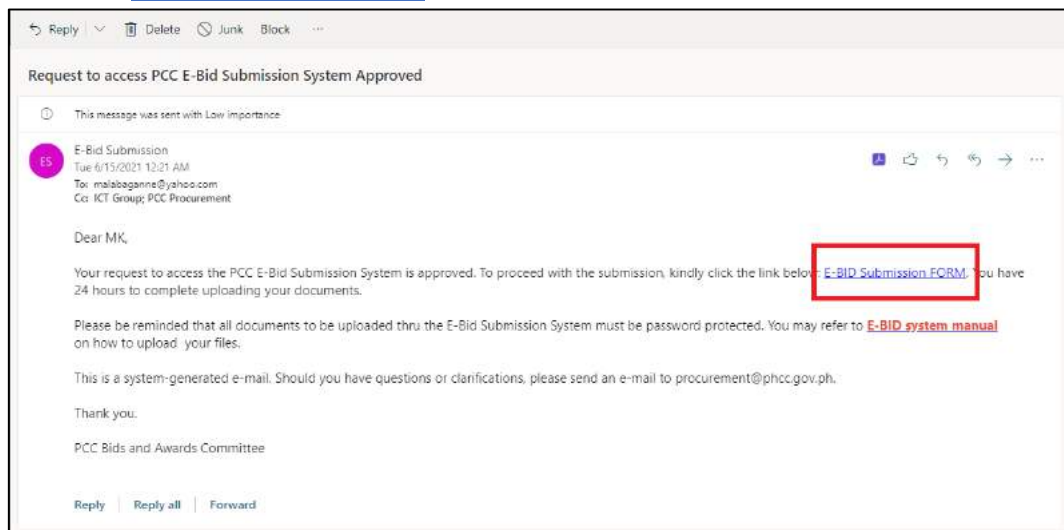 Reply Delete Junk Block ...
Request to access PCC E-Bid Submission System Approved
This message was sent with Low importance
ES
E-Bid Submission
Tue 6/15/2021 12:21 AM
To: malabaganne@yahoo.com
Cc: ICT Group; PCC Procurement
Dear MK,
Your request to access the PCC E-Bid Submission System is approved. To proceed with the submission, kindly click the link below: E-BID Submission FORM. You have
24 hours to complete uploading your documents.
Please be reminded that all documents to be uploaded thru the E-Bid Submission System must be password protected. You may refer to E-BID system manual
on how to upload your files.
This is a system-generated e-mail. Should you have questions or clarifications, please send an e-mail to procurement@phcc.gov.ph.
Thank you.
PCC Bids and Awards Committee
Reply Reply all Forward